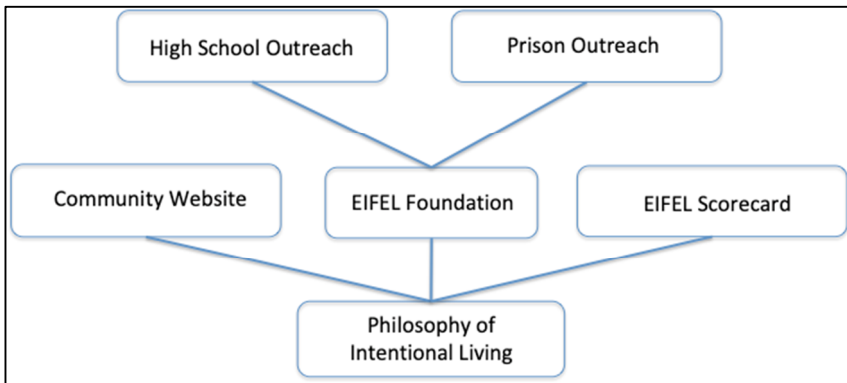 High School Outreach
Prison Outreach
Community Website
EIFEL Foundation
EIFEL Scorecard
Philosophy of
Intentional Living